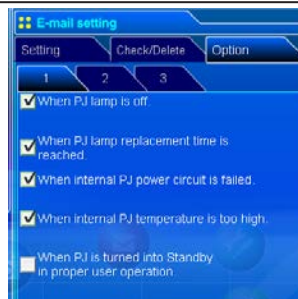 E-mail setting
Setting Check/Delete Option
1 2 3
When PJ lamp is off.
When PJ lamp replacement time is
reached.
When internal PJ power circuit is failed.
When internal PJ temperature is too high.
When PJ is turned into Standby
in proper user operation.